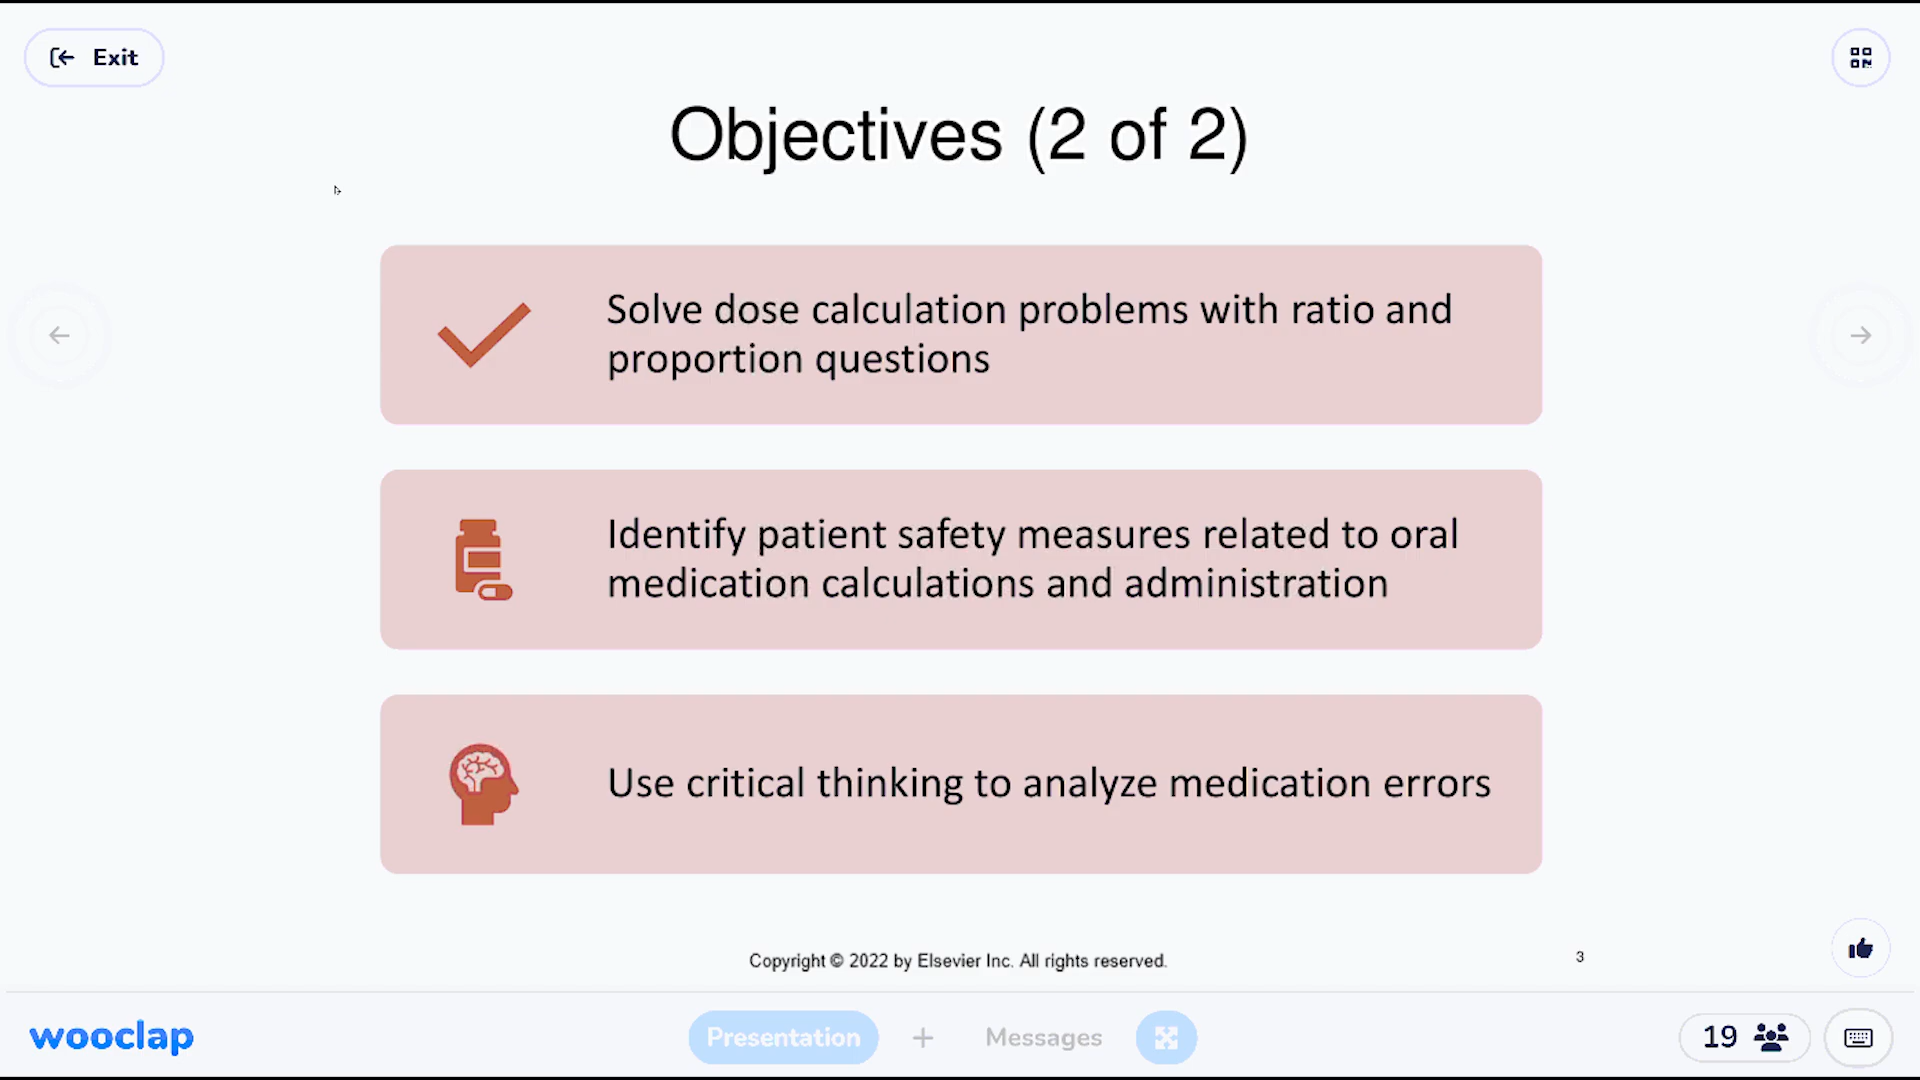 Exit
Objectives (2 of 2)
Solve dose calculation problems with ratio and
proportion questions
Identify patient safety measures related to oral
medication calculations and administration
Use critical thinking to analyze medication errors
Copyright © 2022 by Elsevier Inc. All rights reserved.
3
wooclap
Presentation + Messages
19